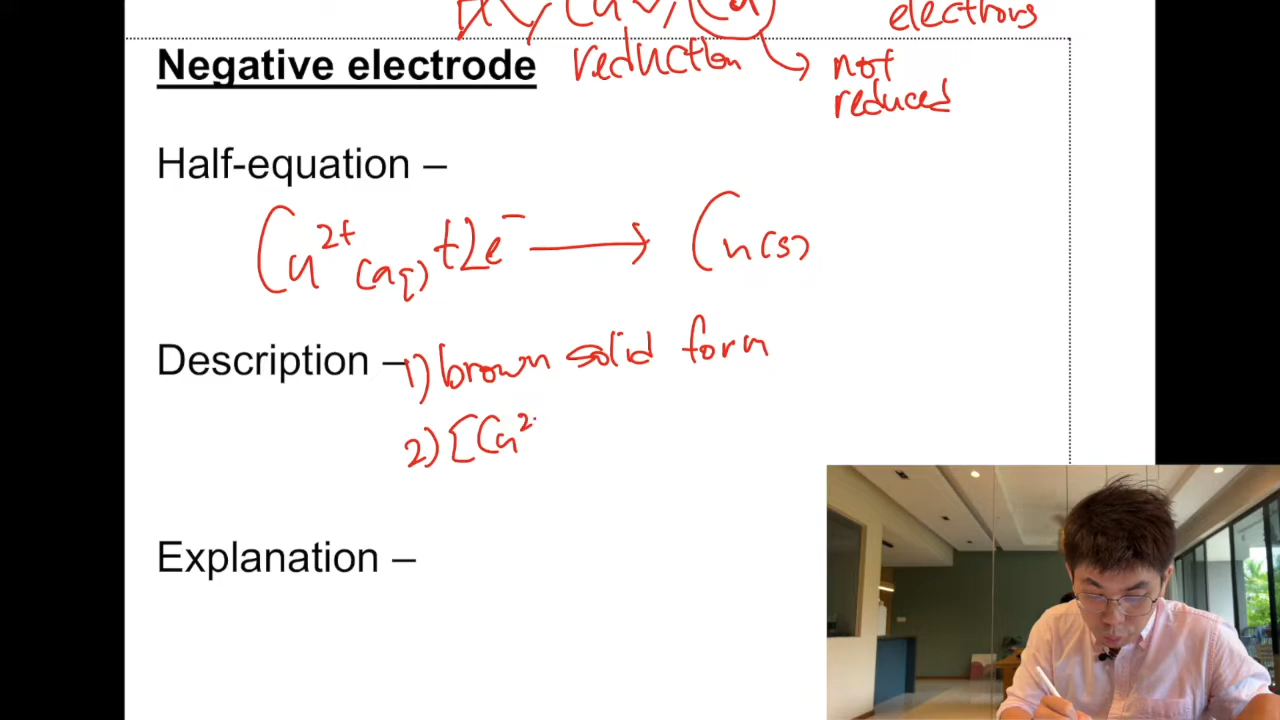 electrons
Negative electrode reduction → not
reduced
Half-equation –
Cu²⁺(aq) + 2e⁻ → Cu(s)
Description – 1) brown solid form
2) [Cu²
Explanation –